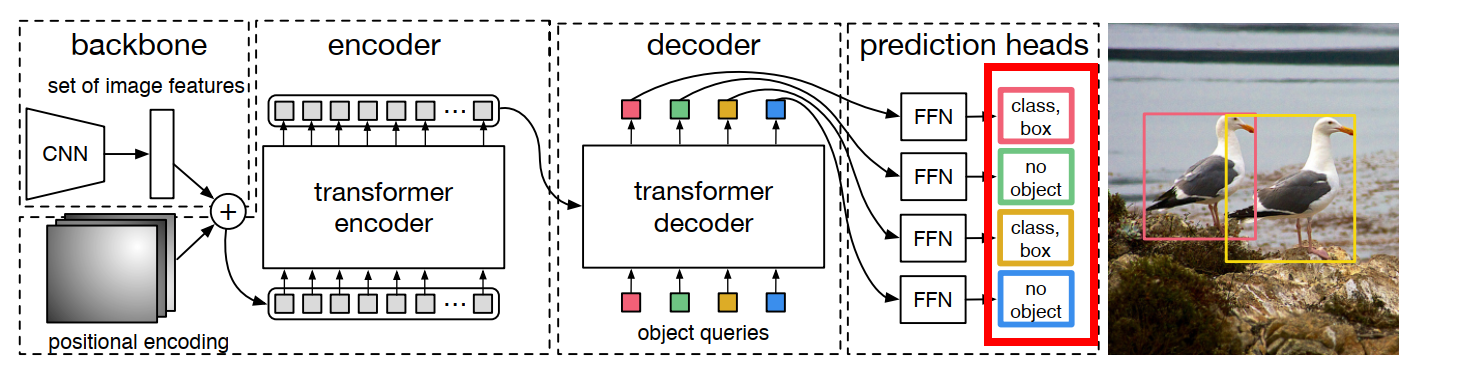 backbone
set of image features
CNN
+
positional encoding
encoder
...
transformer
encoder
...
decoder
transformer
decoder
object queries
prediction heads
FFN
class,
box
FFN
no
object
FFN
class,
box
FFN
no
object